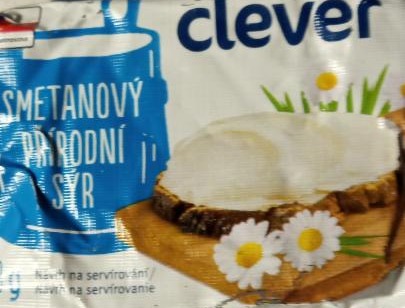 clever
SMETANOVÝ
PŘÍRODNÍ
SÝR
g
Návrh na servírování/
Návrh na servírovanie